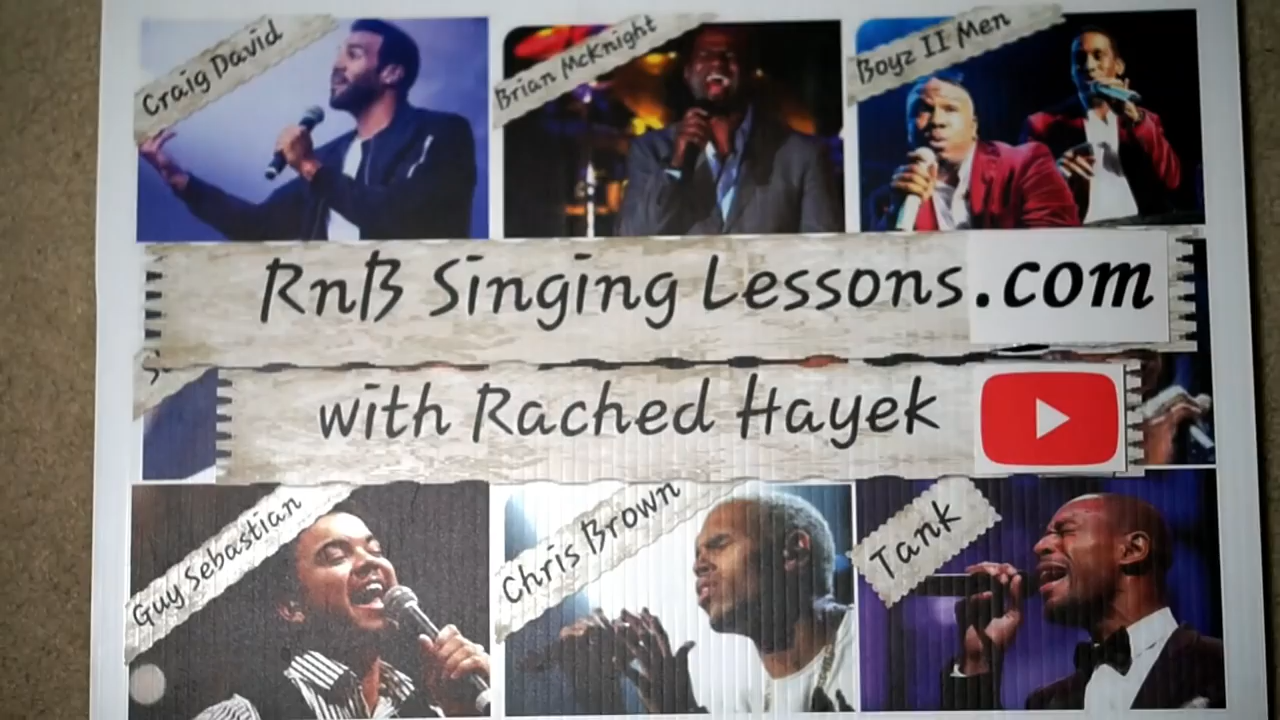 Craig David
Brian McKnight
Boyz II Men
RnB Singing Lessons.com
with Rached Hayek
Guy Sebastian
Chris Brown
Tank